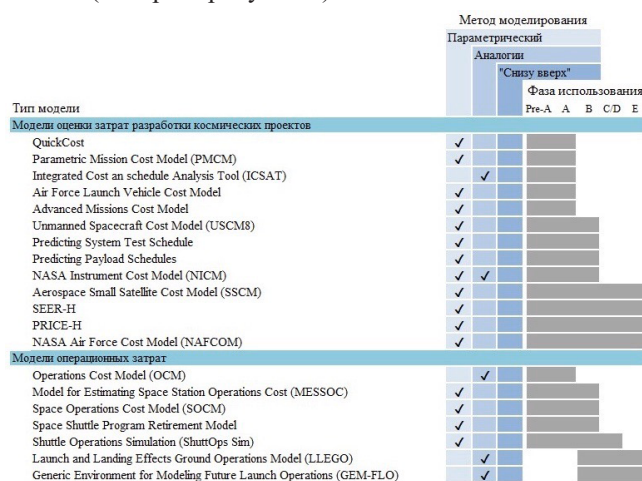 Метод моделирования
Параметрический
Аналогии
"Снизу вверх"
Фаза использования
Тип модели Pre-A A B C/D E
Модели оценки затрат разработки космических проектов
QuickCost ✓
Parametric Mission Cost Model (PMCM) ✓
Integrated Cost an schedule Analysis Tool (ICSAT) ✓
Air Force Launch Vehicle Cost Model ✓
Advanced Missions Cost Model ✓
Unmanned Spacecraft Cost Model (USCM8) ✓
Predicting System Test Schedule ✓
Predicting Payload Schedules ✓
NASA Instrument Cost Model (NICM) ✓ ✓
Aerospace Small Satellite Cost Model (SSCM) ✓
SEER-H ✓
PRICE-H ✓
NASA Air Force Cost Model (NAFCOM) ✓
Модели операционных затрат
Operations Cost Model (OCM) ✓
Model for Estimating Space Station Operations Cost (MESSOC) ✓
Space Operations Cost Model (SOCM) ✓
Space Shuttle Program Retirement Model ✓
Shuttle Operations Simulation (ShuttOps Sim) ✓
Launch and Landing Effects Ground Operations Model (LLEGO) ✓
Generic Environment for Modeling Future Launch Operations (GEM-FLO) ✓